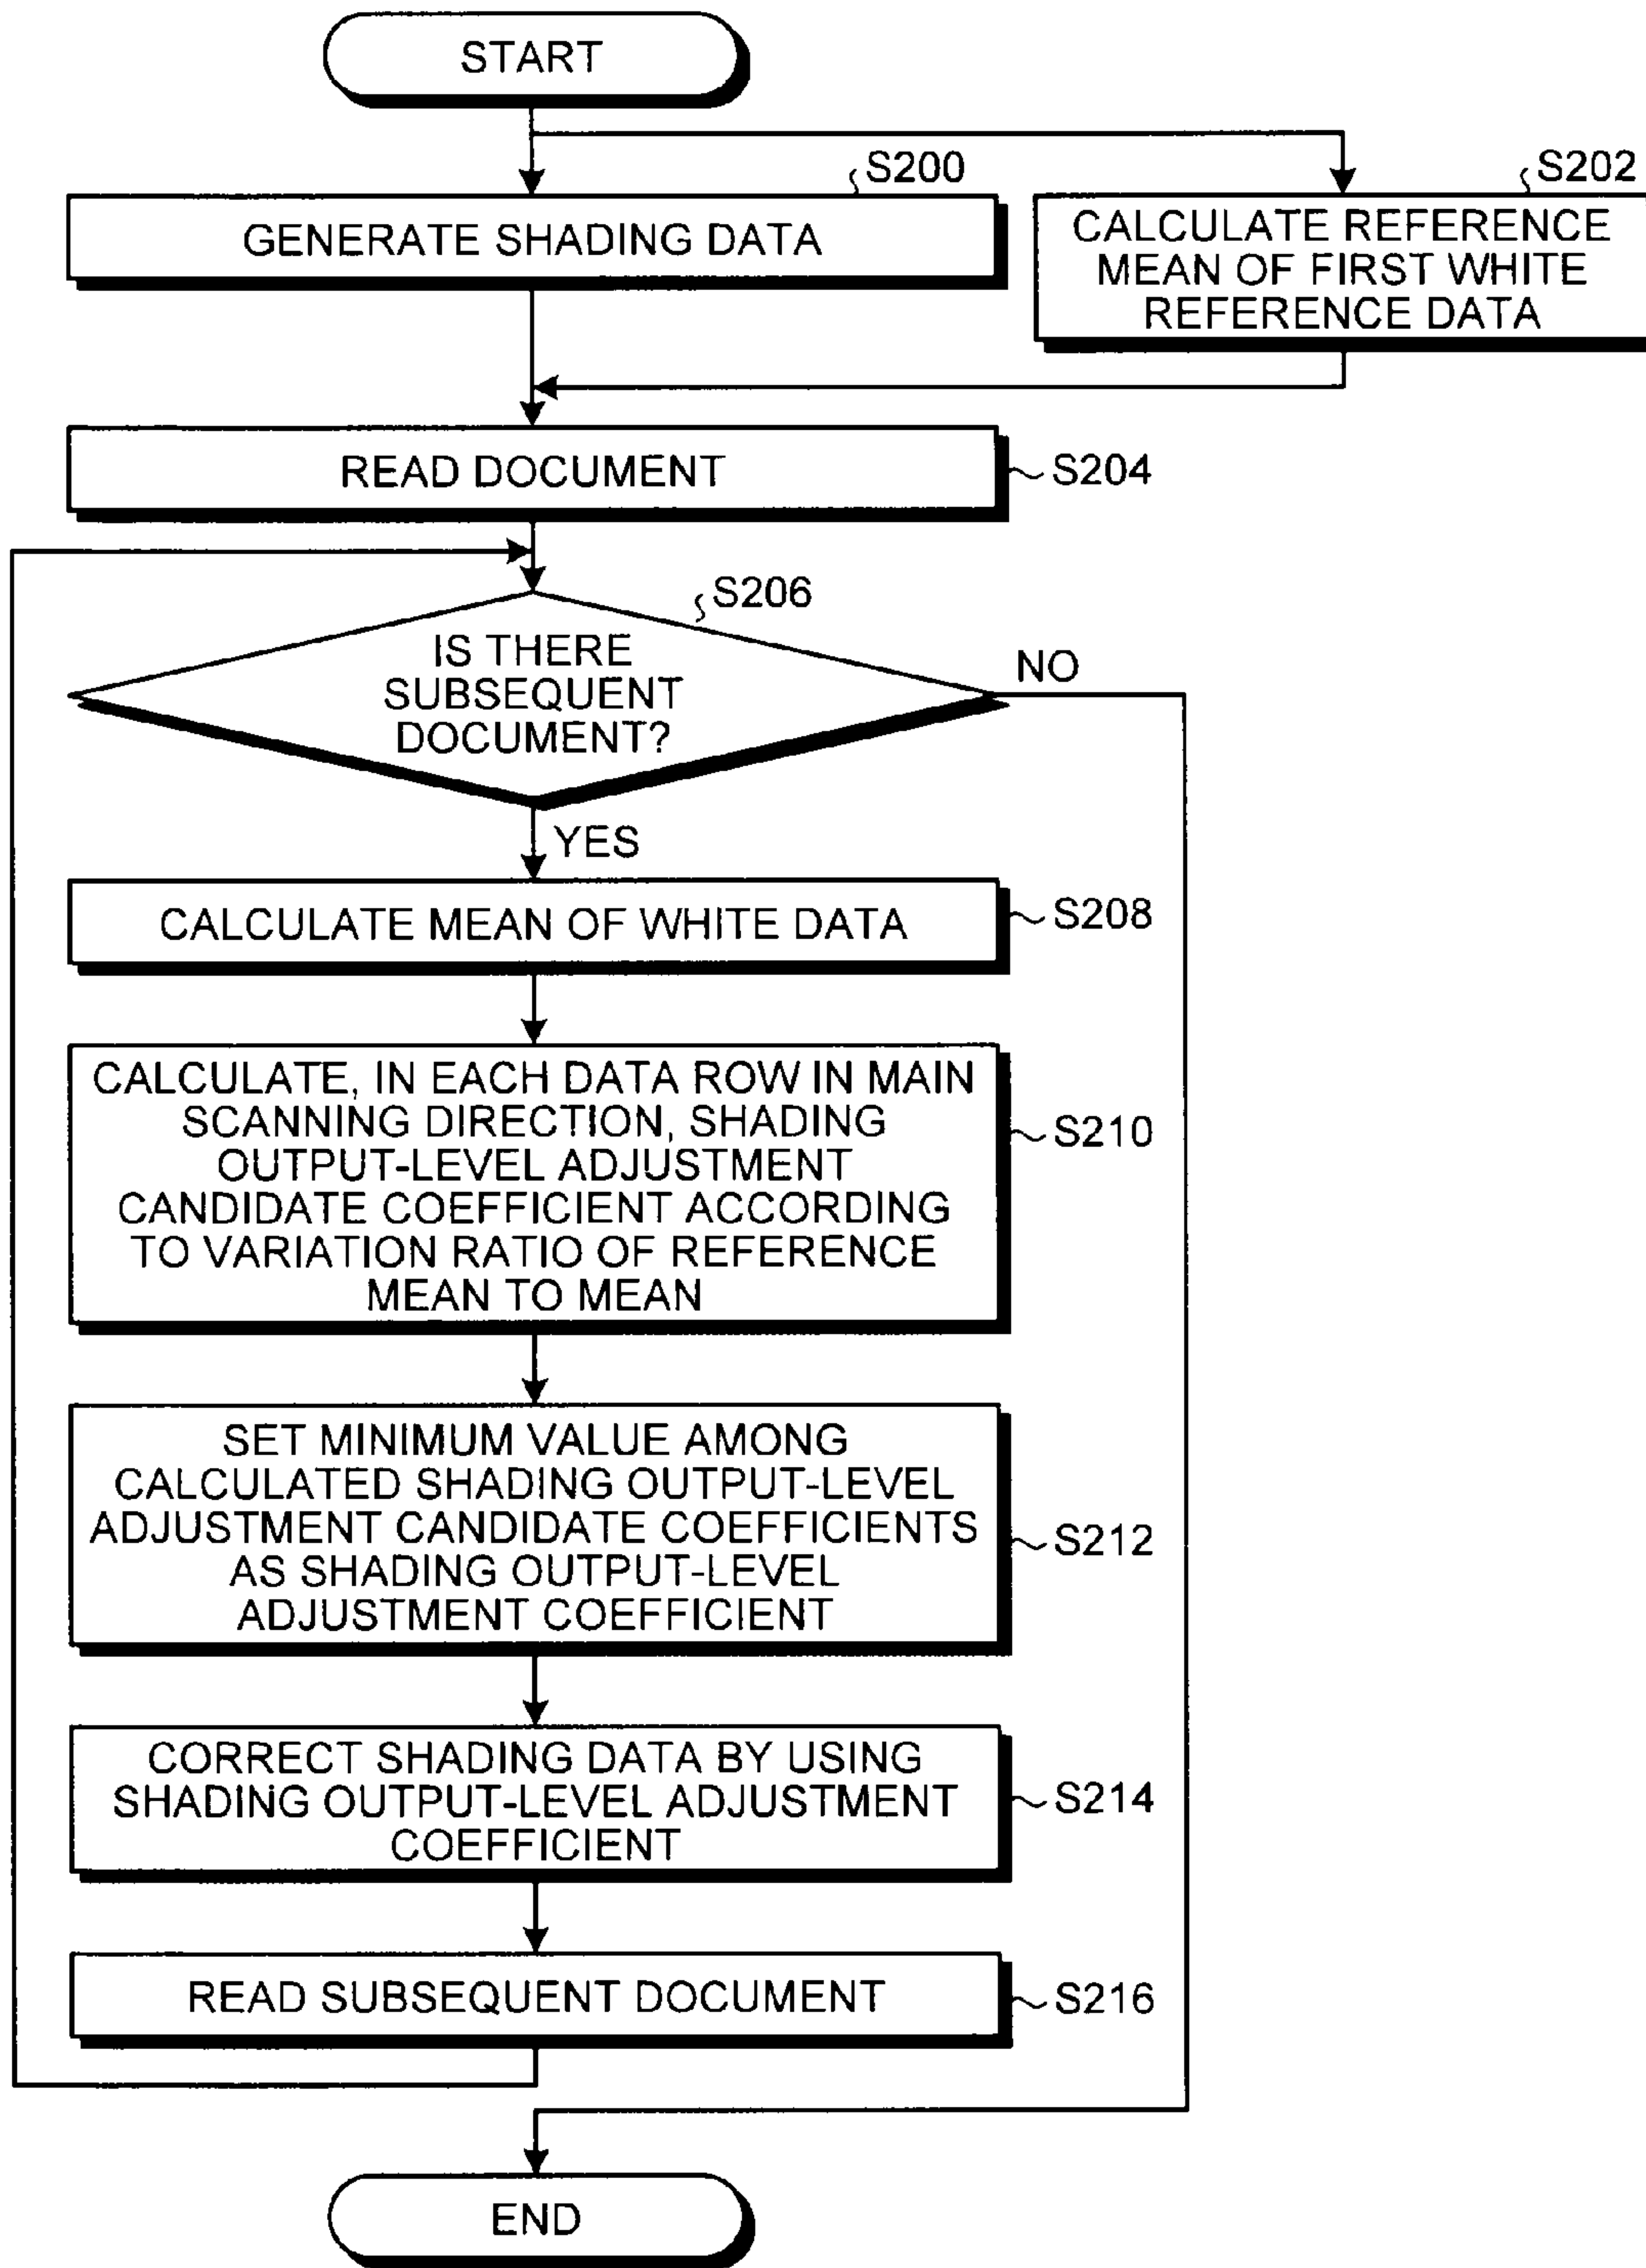 START
S200
GENERATE SHADING DATA
S202
CALCULATE REFERENCE
MEAN OF FIRST WHITE
REFERENCE DATA
READ DOCUMENT
S204
S206
IS THERE
SUBSEQUENT
DOCUMENT?
NO
YES
CALCULATE MEAN OF WHITE DATA
S208
CALCULATE, IN EACH DATA ROW IN MAIN
SCANNING DIRECTION, SHADING
OUTPUT-LEVEL ADJUSTMENT
CANDIDATE COEFFICIENT ACCORDING
TO VARIATION RATIO OF REFERENCE
MEAN TO MEAN
S210
SET MINIMUM VALUE AMONG
CALCULATED SHADING OUTPUT-LEVEL
ADJUSTMENT CANDIDATE COEFFICIENTS
AS SHADING OUTPUT-LEVEL
ADJUSTMENT COEFFICIENT
S212
CORRECT SHADING DATA BY USING
SHADING OUTPUT-LEVEL ADJUSTMENT
COEFFICIENT
S214
READ SUBSEQUENT DOCUMENT
S216
END